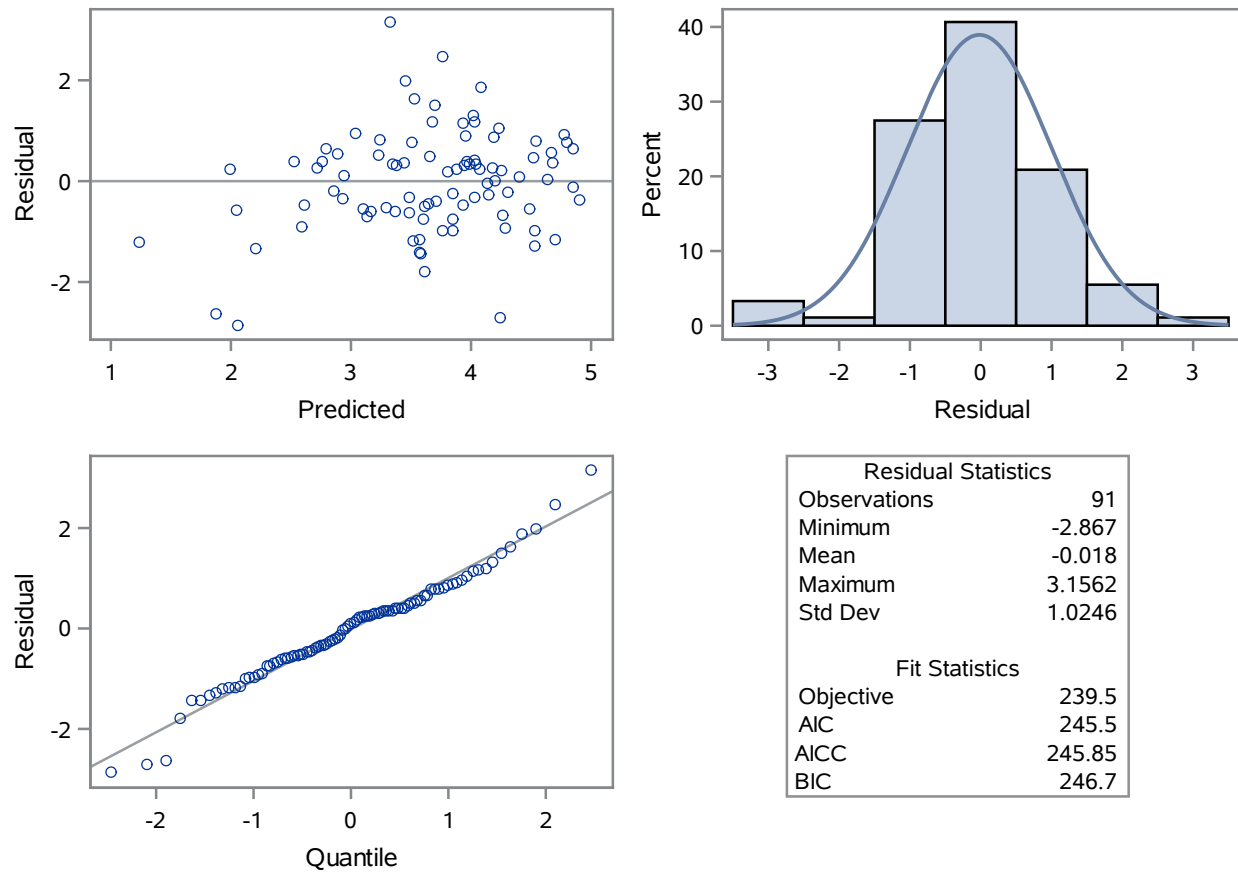 Residual
2
0
-2
1 2 3 4 5
Predicted
Percent
40
30
20
10
0
-3 -2 -1 0 1 2 3
Residual
Residual
2
0
-2
-2 -1 0 1 2
Quantile
Residual Statistics
Observations 91
Minimum -2.867
Mean -0.018
Maximum 3.1562
Std Dev 1.0246
Fit Statistics
Objective 239.5
AIC 245.5
AICC 245.85
BIC 246.7